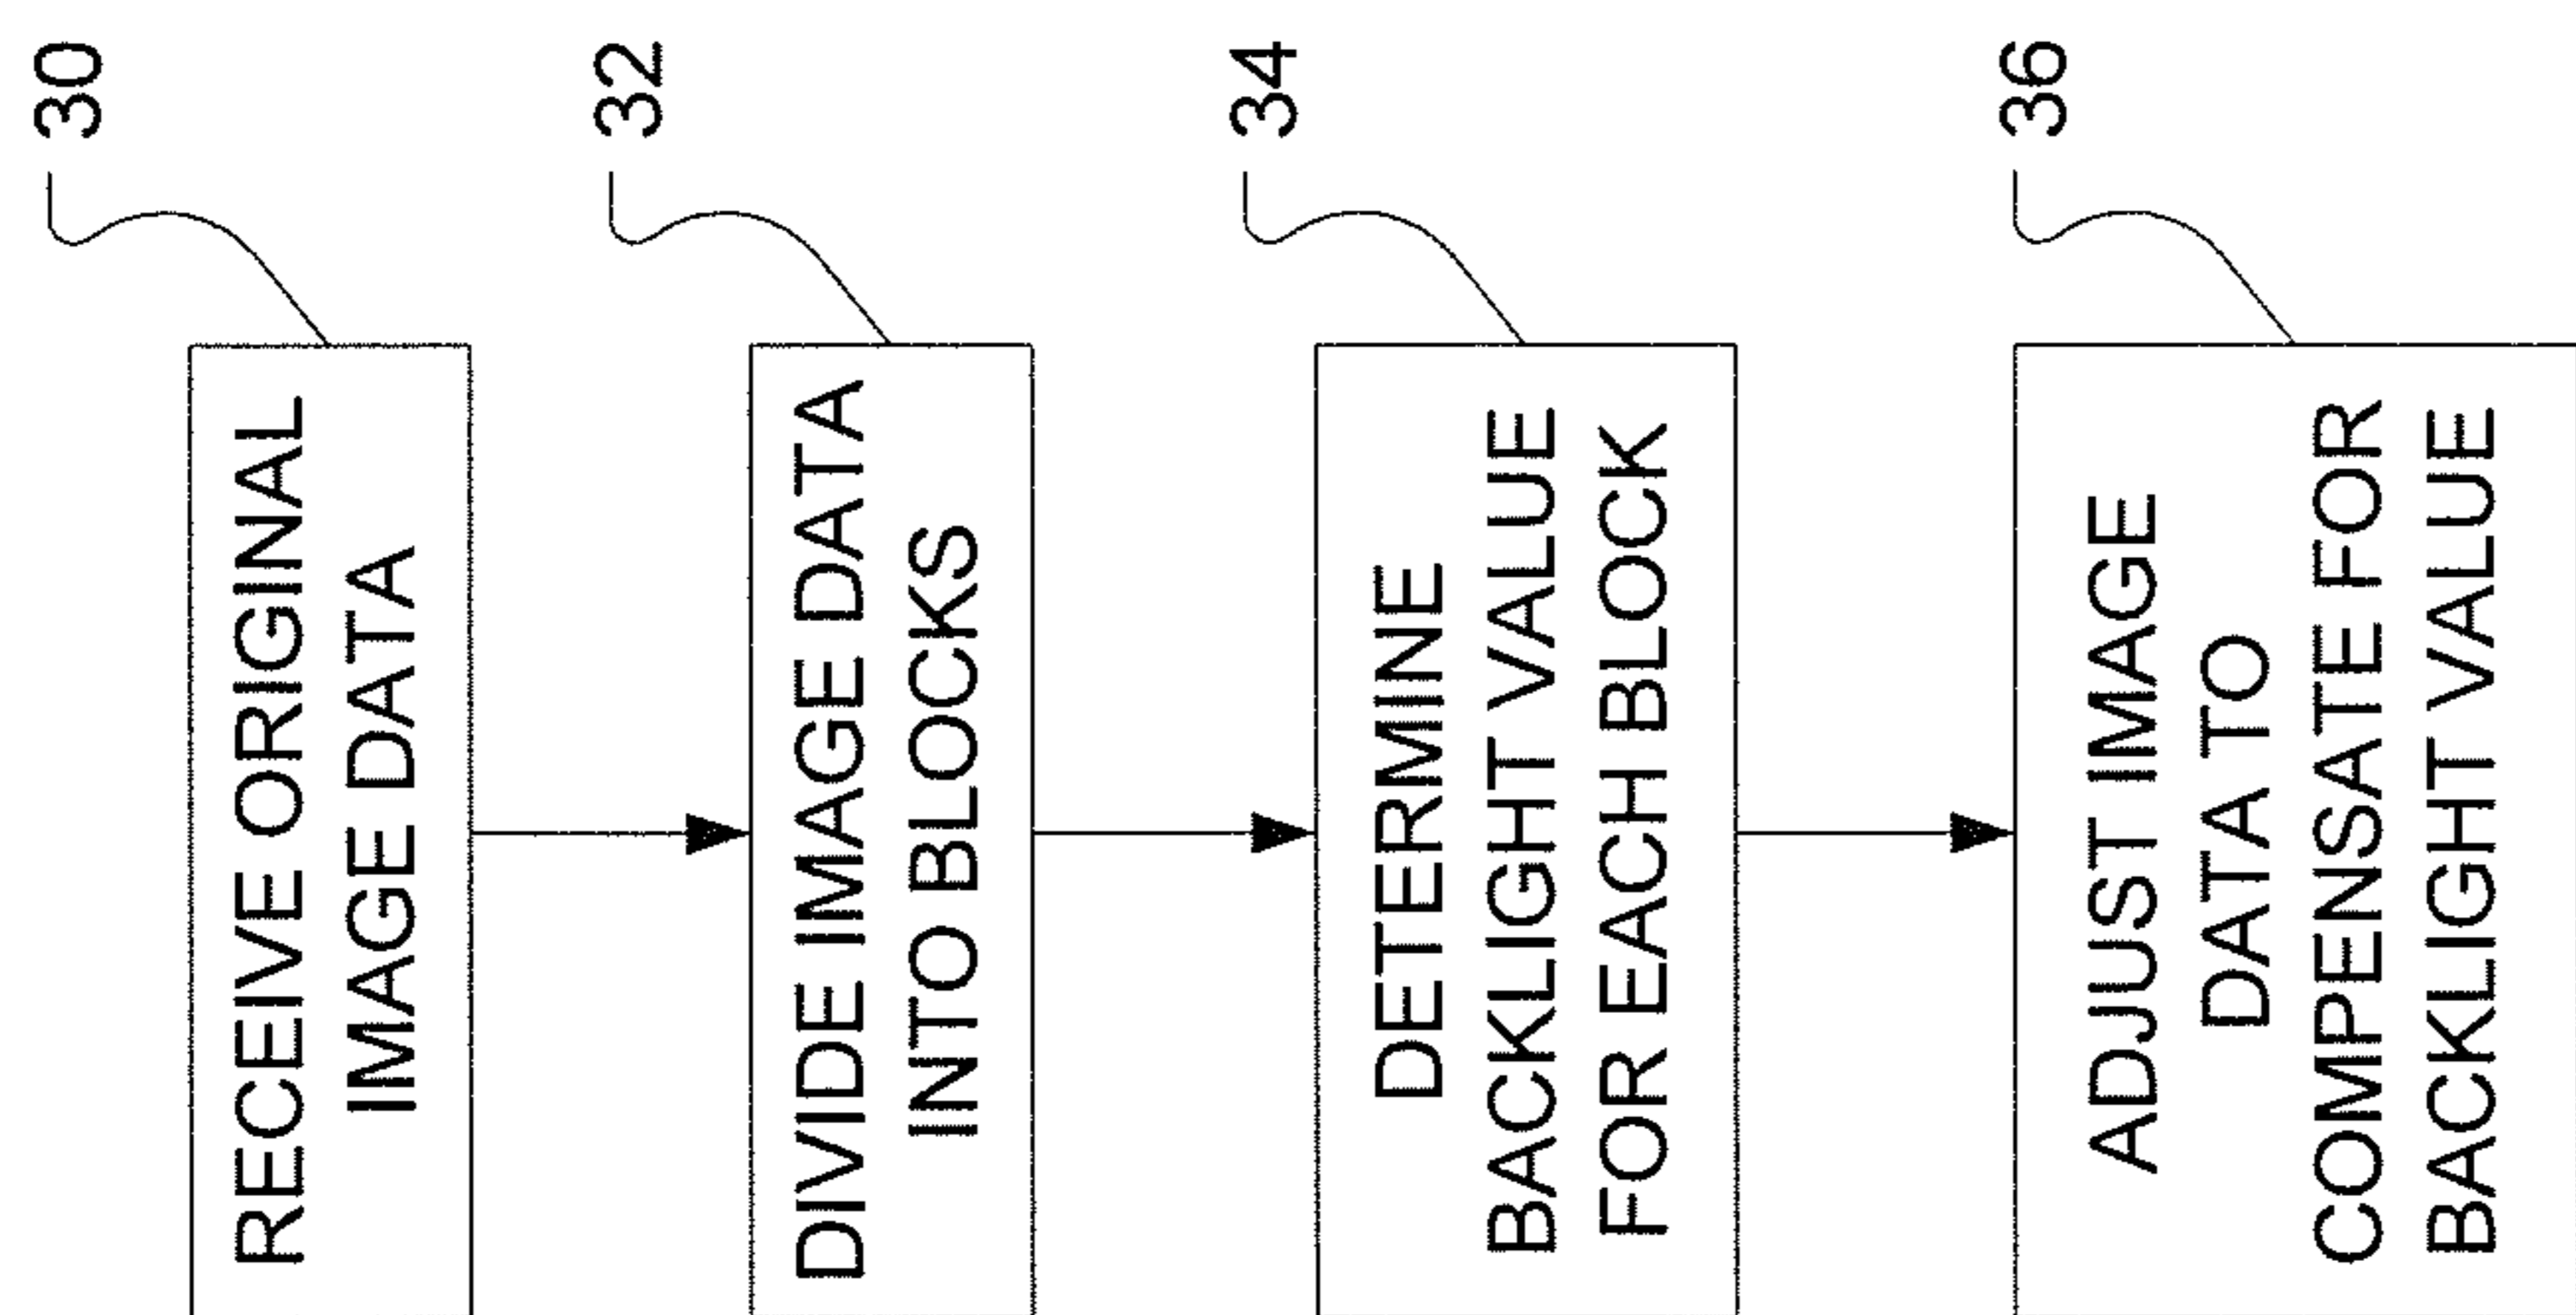 30
RECEIVE ORIGINAL
IMAGE DATA
32
DIVIDE IMAGE DATA
INTO BLOCKS
34
DETERMINE
BACKLIGHT VALUE
FOR EACH BLOCK
36
ADJUST IMAGE
DATA TO
COMPENSATE FOR
BACKLIGHT VALUE